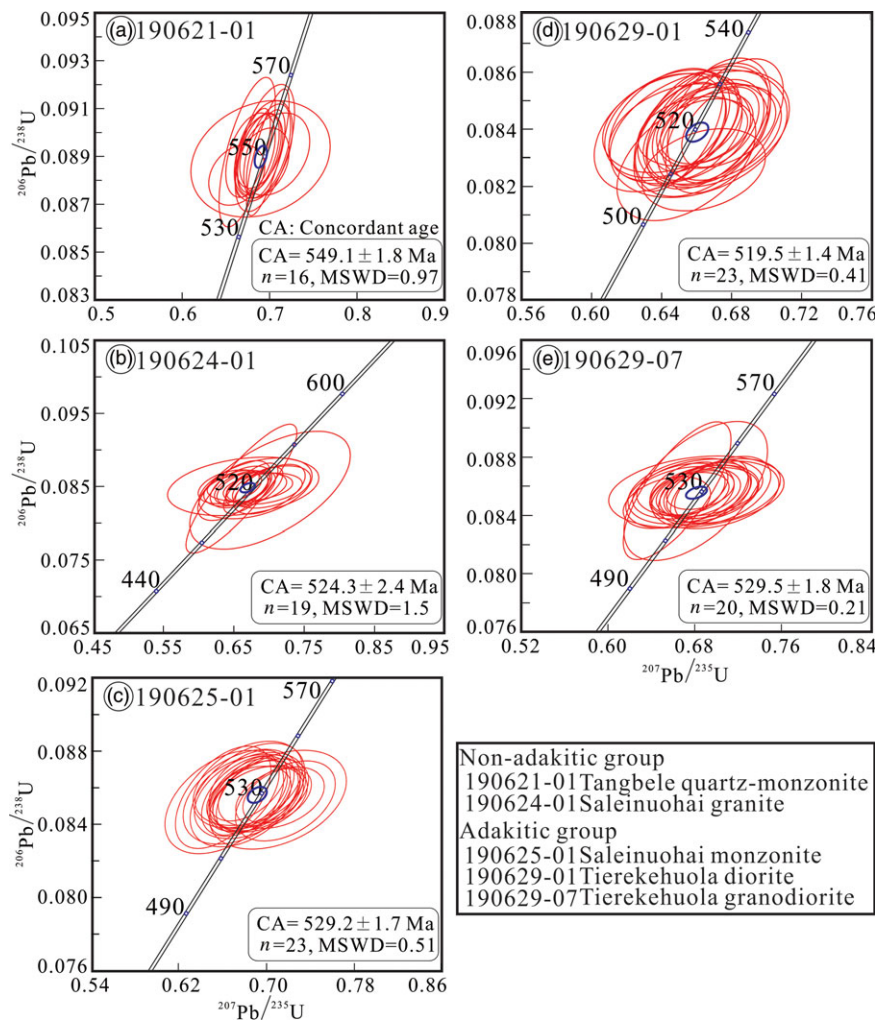 (a) 190621-01
0.095
0.093
0.091
0.089
0.087
0.085
0.083
²⁰⁶Pb/²³⁸U
570
550
530
CA: Concordant age
CA= 549.1 ± 1.8 Ma
n=16, MSWD=0.97
0.5 0.6 0.7 0.8 0.9
(d) 190629-01
0.088
0.086
0.084
0.082
0.080
0.078
²⁰⁶Pb/²³⁸U
540
520
500
CA= 519.5 ± 1.4 Ma
n=23, MSWD=0.41
0.56 0.60 0.64 0.68 0.72 0.76
(b) 190624-01
0.105
0.095
0.085
0.075
0.065
²⁰⁶Pb/²³⁸U
600
520
440
CA= 524.3 ± 2.4 Ma
n=19, MSWD=1.5
0.45 0.55 0.65 0.75 0.85 0.95
(e) 190629-07
0.096
0.092
0.088
0.084
0.080
0.076
²⁰⁶Pb/²³⁸U
570
530
490
CA= 529.5 ± 1.8 Ma
n=20, MSWD=0.21
0.52 0.60 0.68 0.76 0.84
²⁰⁷Pb/²³⁵U
(c) 190625-01
0.092
0.088
0.084
0.080
0.076
²⁰⁶Pb/²³⁸U
570
530
490
CA= 529.2 ± 1.7 Ma
n=23, MSWD=0.51
0.54 0.62 0.70 0.78 0.86
²⁰⁷Pb/²³⁵U
Non-adakitic group
190621-01Tangbele quartz-monzonite
190624-01Saleinuohai granite
Adakitic group
190625-01Saleinuohai monzonite
190629-01Tierekehuola diorite
190629-07Tierekehuola granodiorite